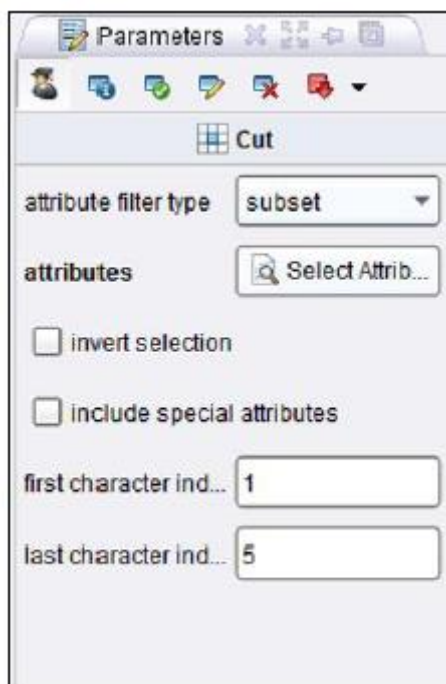 Parameters
Cut
attribute filter type subset
attributes Select Attrib...
invert selection
include special attributes
first character ind... 1
last character ind... 5